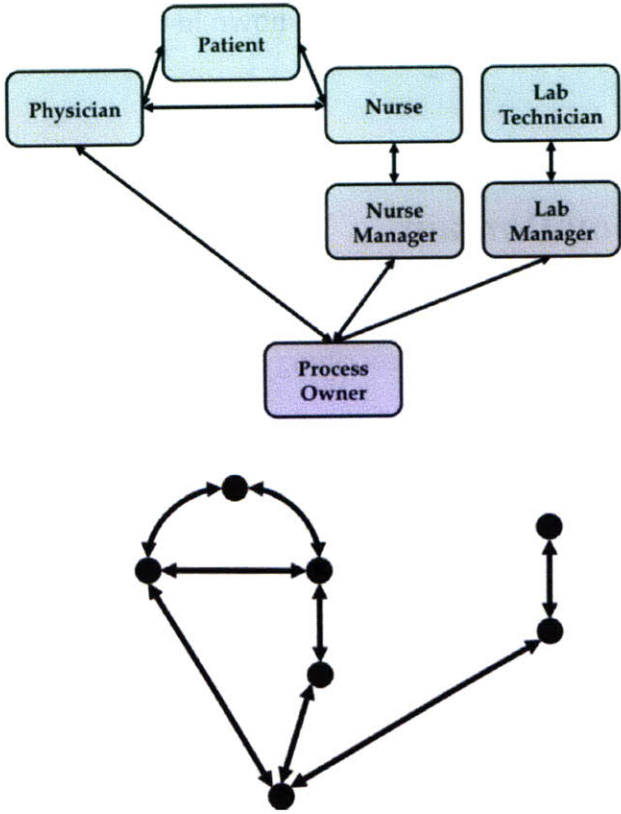 Patient
Physician
Nurse
Lab
Technician
Nurse
Manager
Lab
Manager
Process
Owner